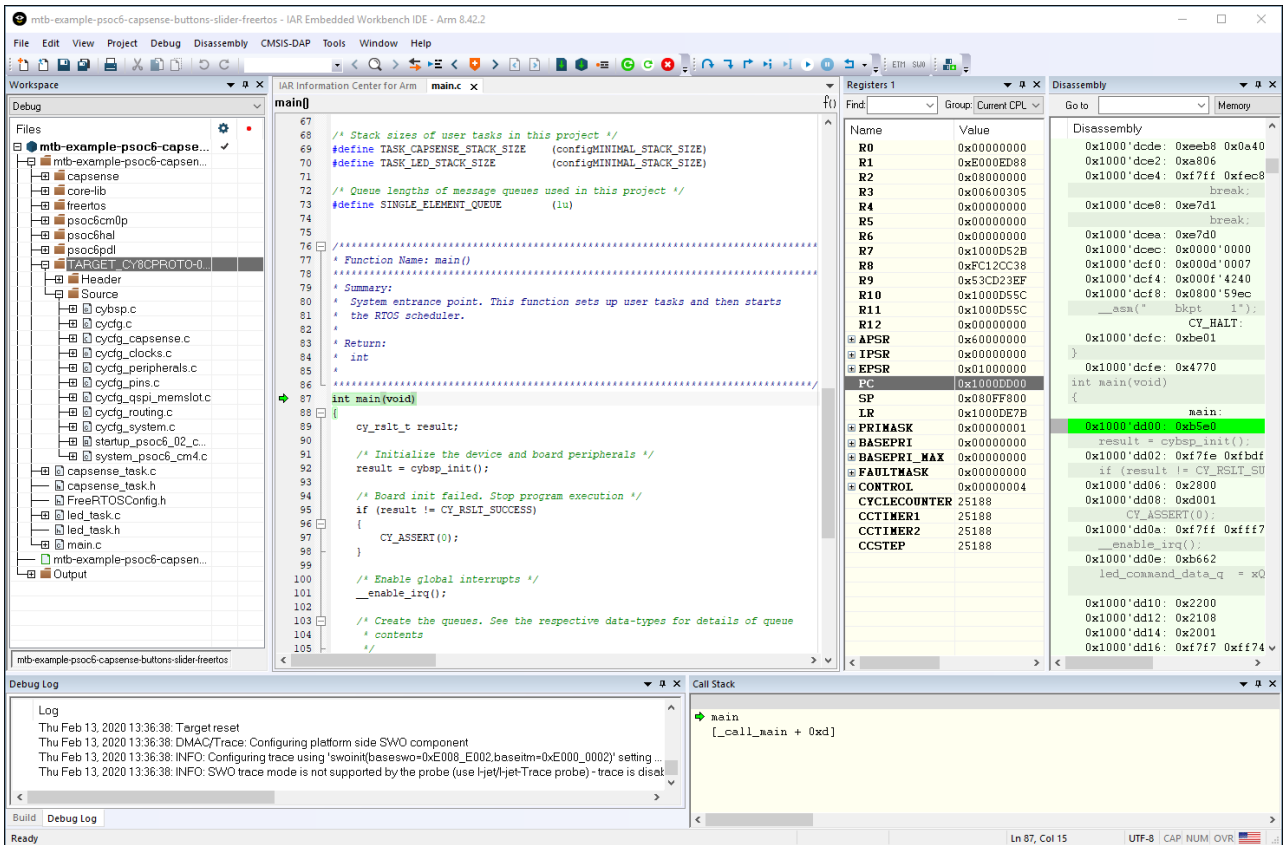 mtb-example-psoc6-capsense-buttons-slider-freertos - IAR Embedded Workbench IDE - Arm 8.42.2
File Edit View Project Debug Disassembly CMSIS-DAP Tools Window Help
ETM SWO
Workspace
Debug
Files
mtb-example-psoc6-capse...
mtb-example-psoc6-capsen...
capsense
core-lib
freertos
psoc6cm0p
psoc6hal
psoc6pdl
TARGET_CY8CPROTO-0...
Header
Source
cybsp.c
cycfg.c
cycfg_capsense.c
cycfg_clocks.c
cycfg_peripherals.c
cycfg_pins.c
cycfg_qspi_memslot.c
cycfg_routing.c
cycfg_system.c
startup_psoc6_02_c...
system_psoc6_cm4.c
capsense_task.c
capsense_task.h
FreeRTOSConfig.h
led_task.c
led_task.h
main.c
mtb-example-psoc6-capsen...
Output
mtb-example-psoc6-capsense-buttons-slider-freertos
IAR Information Center for Arm main.c x
main() f()
67
68 /* Stack sizes of user tasks in this project */
69 #define TASK_CAPSENSE_STACK_SIZE (configMINIMAL_STACK_SIZE)
70 #define TASK_LED_STACK_SIZE (configMINIMAL_STACK_SIZE)
71
72 /* Queue lengths of message queues used in this project */
73 #define SINGLE_ELEMENT_QUEUE (1u)
74
75
76 /*******************************************************************************
77 * Function Name: main()
78 ********************************************************************************
79 * Summary:
80 * System entrance point. This function sets up user tasks and then starts
81 * the RTOS scheduler.
82 *
83 * Return:
84 * int
85 *
86 *******************************************************************************/
87 int main(void)
88 {
89 cy_rslt_t result;
90
91 /* Initialize the device and board peripherals */
92 result = cybsp_init();
93
94 /* Board init failed. Stop program execution */
95 if (result != CY_RSLT_SUCCESS)
96 {
97 CY_ASSERT(0);
98 }
99
100 /* Enable global interrupts */
101 __enable_irq();
102
103 /* Create the queues. See the respective data-types for details of queue
104 * contents
105 */
Registers 1
Find: Group: Current CPU
Name Value
R0 0x00000000
R1 0xE000ED88
R2 0x08000000
R3 0x00600305
R4 0x00000000
R5 0x00000000
R6 0x00000000
R7 0x1000D52B
R8 0xFC12CC38
R9 0x53CD23EF
R10 0x1000D55C
R11 0x1000D55C
R12 0x00000000
APSR 0x60000000
IPSR 0x00000000
EPSR 0x01000000
PC 0x1000DD00
SP 0x080FF800
LR 0x1000DE7B
PRIMASK 0x00000001
BASEPRI 0x00000000
BASEPRI_MAX 0x00000000
FAULTMASK 0x00000000
CONTROL 0x00000004
CYCLECOUNTER 25188
CCTIMER1 25188
CCTIMER2 25188
CCSTEP 25188
Disassembly
Go to Memory
Disassembly
0x1000'dcde: 0xeeb8 0x0a40
0x1000'dce2: 0xa806
0x1000'dce4: 0xf7ff 0xfec8
break;
0x1000'dce8: 0xe7d1
break;
0x1000'dcea: 0xe7d0
0x1000'dcec: 0x0000'0000
0x1000'dcf0: 0x000d'0007
0x1000'dcf4: 0x000f'4240
0x1000'dcf8: 0x0800'59ec
__asm(" bkpt 1");
CY_HALT:
0x1000'dcfc: 0xbe01
}
0x1000'dcfe: 0x4770
int main(void)
{
main:
0x1000'dd00: 0xb5e0
result = cybsp_init();
0x1000'dd02: 0xf7fe 0xfbdf
if (result != CY_RSLT_SU
0x1000'dd06: 0x2800
0x1000'dd08: 0xd001
CY_ASSERT(0);
0x1000'dd0a: 0xf7ff 0xfff7
__enable_irq();
0x1000'dd0e: 0xb662
led_command_data_q = xQ
0x1000'dd10: 0x2200
0x1000'dd12: 0x2108
0x1000'dd14: 0x2001
0x1000'dd16: 0xf7f7 0xff74
Debug Log
Log
Thu Feb 13, 2020 13:36:38: Target reset
Thu Feb 13, 2020 13:36:38: DMAC/Trace: Configuring platform side SWO component
Thu Feb 13, 2020 13:36:38: INFO: Configuring trace using 'swoinit(baseswo=0xE008_E002,baseitm=0xE000_0002)' setting ...
Thu Feb 13, 2020 13:36:38: INFO: SWO trace mode is not supported by the probe (use I-jet/I-jet-Trace probe) - trace is disab
Build Debug Log
Call Stack
main
[_call_main + 0xd]
Ready
Ln 87, Col 15 UTF-8 CAP NUM OVR